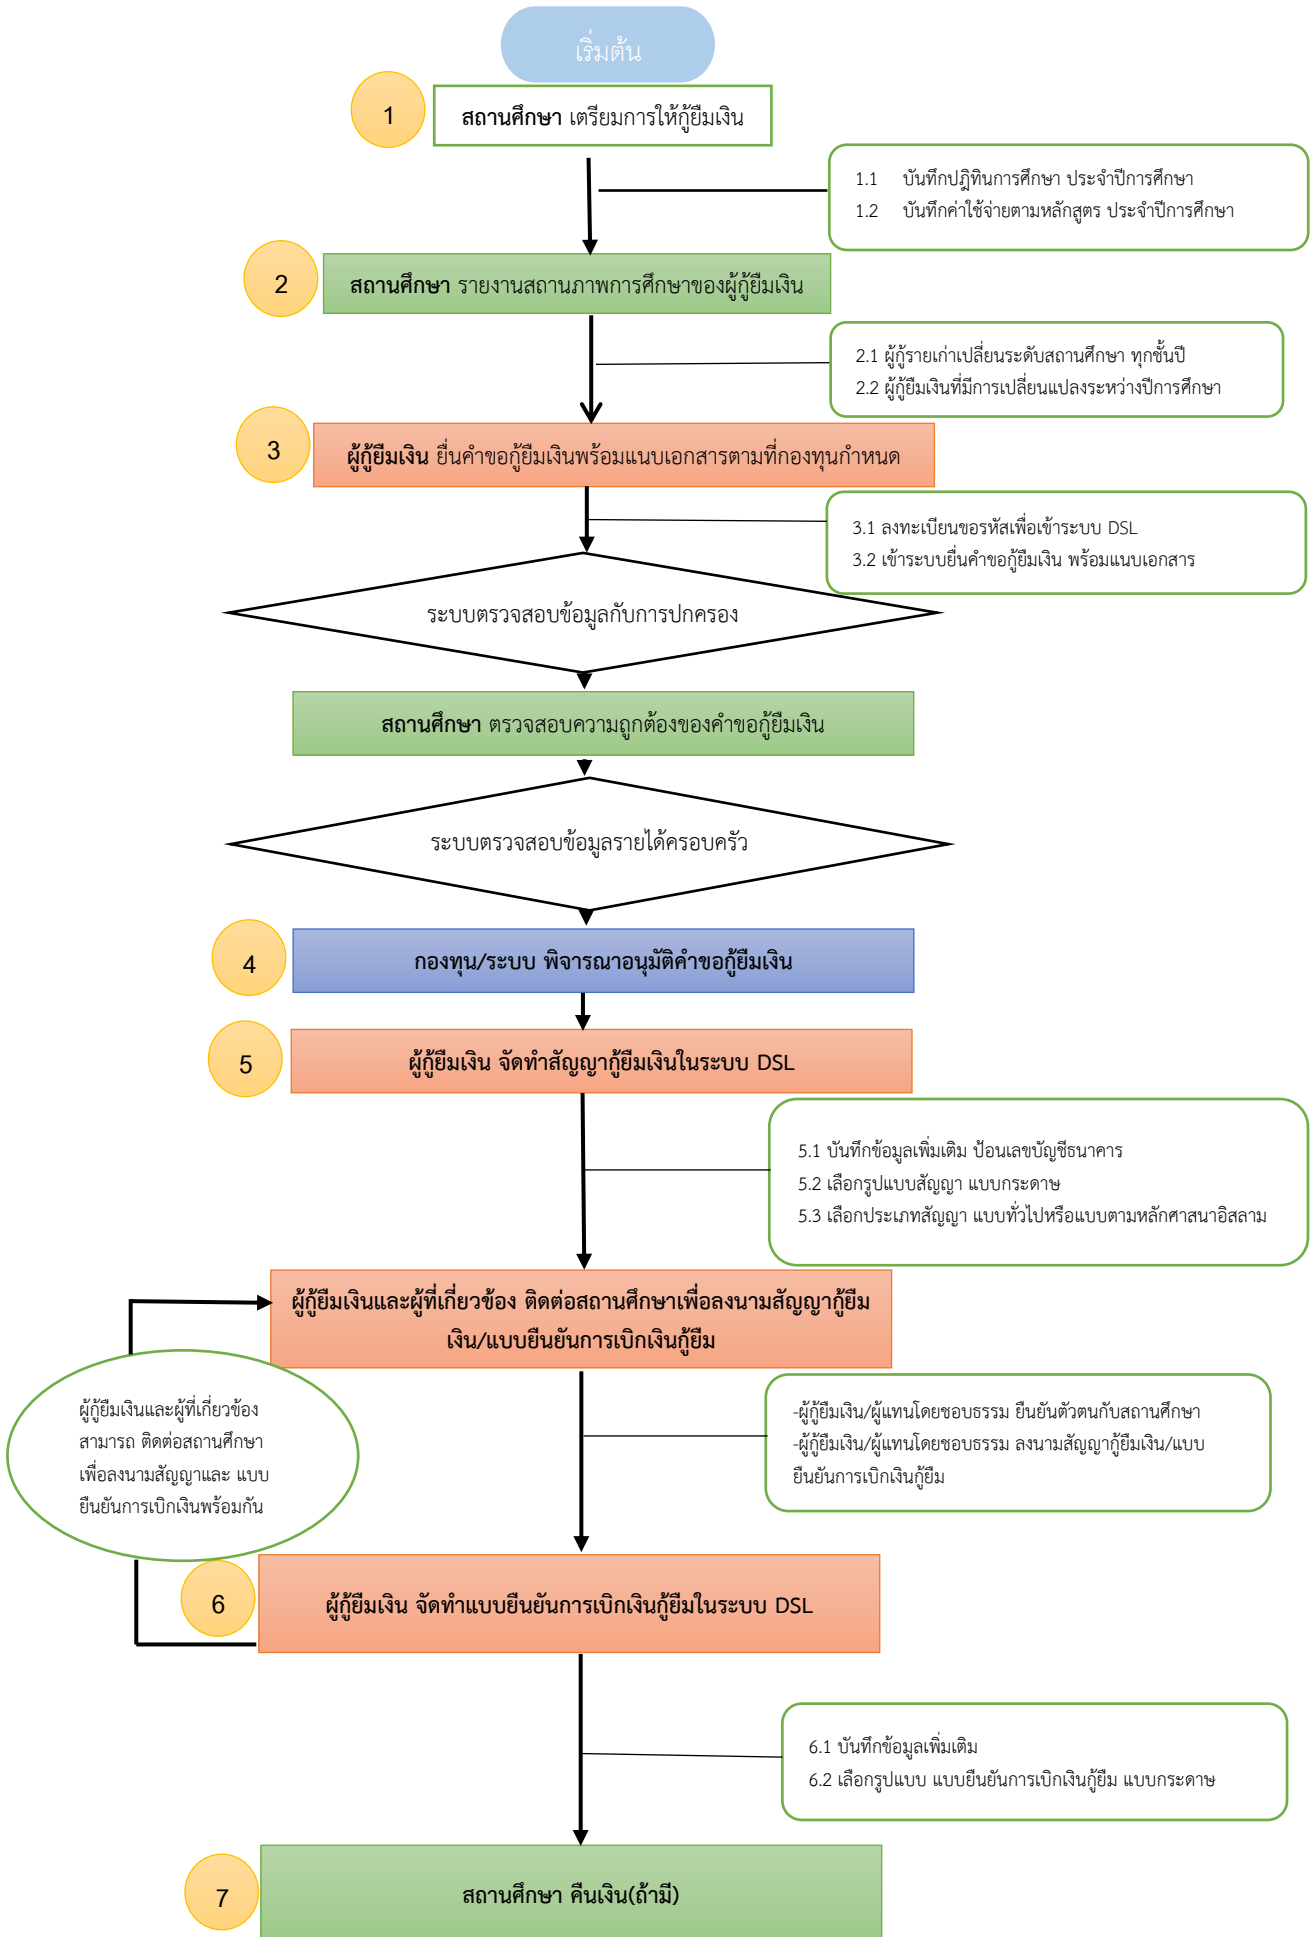 เริ่มต้น
1
สถานศึกษา เตรียมการให้กู้ยืมเงิน
1.1 บันทึกปฎิทินการศึกษา ประจำปีการศึกษา
1.2 บันทึกค่าใช้จ่ายตามหลักสูตร ประจำปีการศึกษา
2
สถานศึกษา รายงานสถานภาพการศึกษาของผู้กู้ยืมเงิน
2.1 ผู้กู้รายเก่าเปลี่ยนระดับสถานศึกษา ทุกชั้นปี
2.2 ผู้กู้ยืมเงินที่มีการเปลี่ยนแปลงระหว่างปีการศึกษา
3
ผู้กู้ยืมเงิน ยื่นคำขอกู้ยืมเงินพร้อมแนบเอกสารตามที่กองทุนกำหนด
3.1 ลงทะเบียนขอรหัสเพื่อเข้าระบบ DSL
3.2 เข้าระบบยื่นคำขอกู้ยืมเงิน พร้อมแนบเอกสาร
ระบบตรวจสอบข้อมูลกับการปกครอง
สถานศึกษา ตรวจสอบความถูกต้องของคำขอกู้ยืมเงิน
ระบบตรวจสอบข้อมูลรายได้ครอบครัว
4
กองทุน/ระบบ พิจารณาอนุมัติคำขอกู้ยืมเงิน
5
ผู้กู้ยืมเงิน จัดทำสัญญากู้ยืมเงินในระบบ DSL
5.1 บันทึกข้อมูลเพิ่มเติม ป้อนเลขบัญชีธนาคาร
5.2 เลือกรูปแบบสัญญา แบบกระดาษ
5.3 เลือกประเภทสัญญา แบบทั่วไปหรือแบบตามหลักศาสนาอิสลาม
ผู้กู้ยืมเงินและผู้ที่เกี่ยวข้อง ติดต่อสถานศึกษาเพื่อลงนามสัญญากู้ยืม
เงิน/แบบยืนยันการเบิกเงินกู้ยืม
ผู้กู้ยืมเงินและผู้ที่เกี่ยวข้อง
สามารถ ติดต่อสถานศึกษา
เพื่อลงนามสัญญาและ แบบ
ยืนยันการเบิกเงินพร้อมกัน
-ผู้กู้ยืมเงิน/ผู้แทนโดยชอบธรรม ยืนยันตัวตนกับสถานศึกษา
-ผู้กู้ยืมเงิน/ผู้แทนโดยชอบธรรม ลงนามสัญญากู้ยืมเงิน/แบบ
ยืนยันการเบิกเงินกู้ยืม
6
ผู้กู้ยืมเงิน จัดทำแบบยืนยันการเบิกเงินกู้ยืมในระบบ DSL
6.1 บันทึกข้อมูลเพิ่มเติม
6.2 เลือกรูปแบบ แบบยืนยันการเบิกเงินกู้ยืม แบบกระดาษ
7
สถานศึกษา คืนเงิน(ถ้ามี)